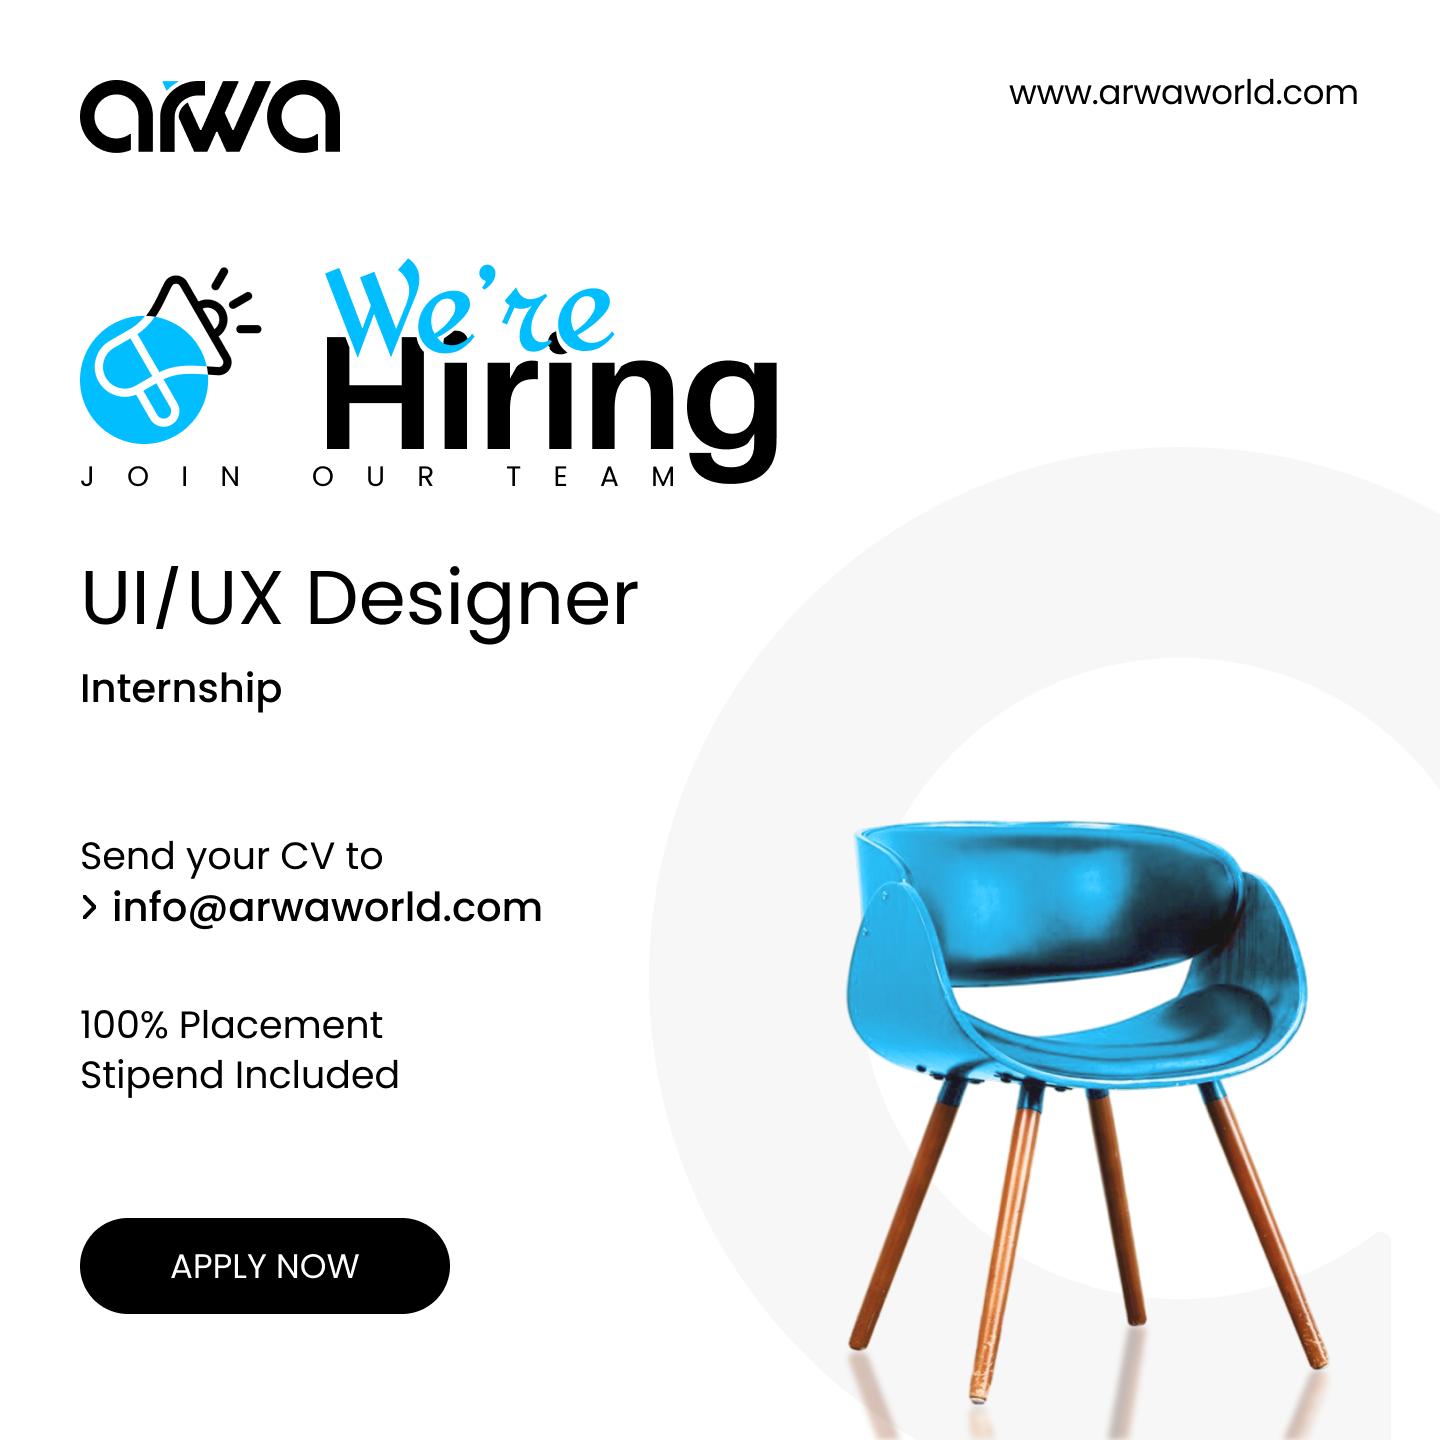 arwa
www.arwaworld.com
We're
Hiring
JOIN OUR TEAM
UI/UX Designer
Internship
Send your CV to
> info@arwaworld.com
100% Placement
Stipend Included
APPLY NOW